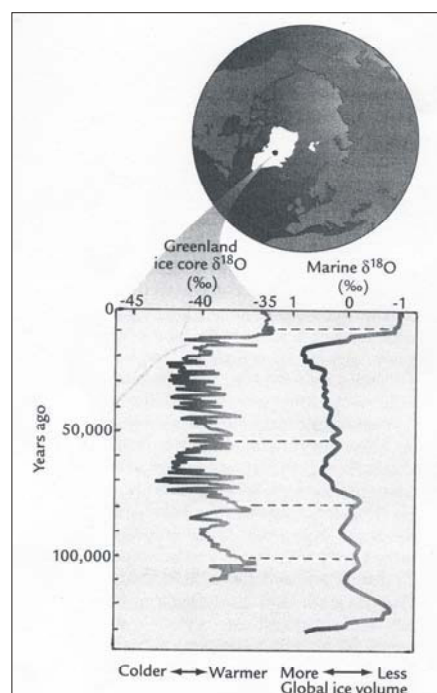 Greenland
ice core δ18O
(‰)
Marine δ18O
(‰)
-45
-40
-35
1
0
-1
0
50,000
100,000
Years ago
Colder ↔ Warmer
More ↔ Less
Global ice volume